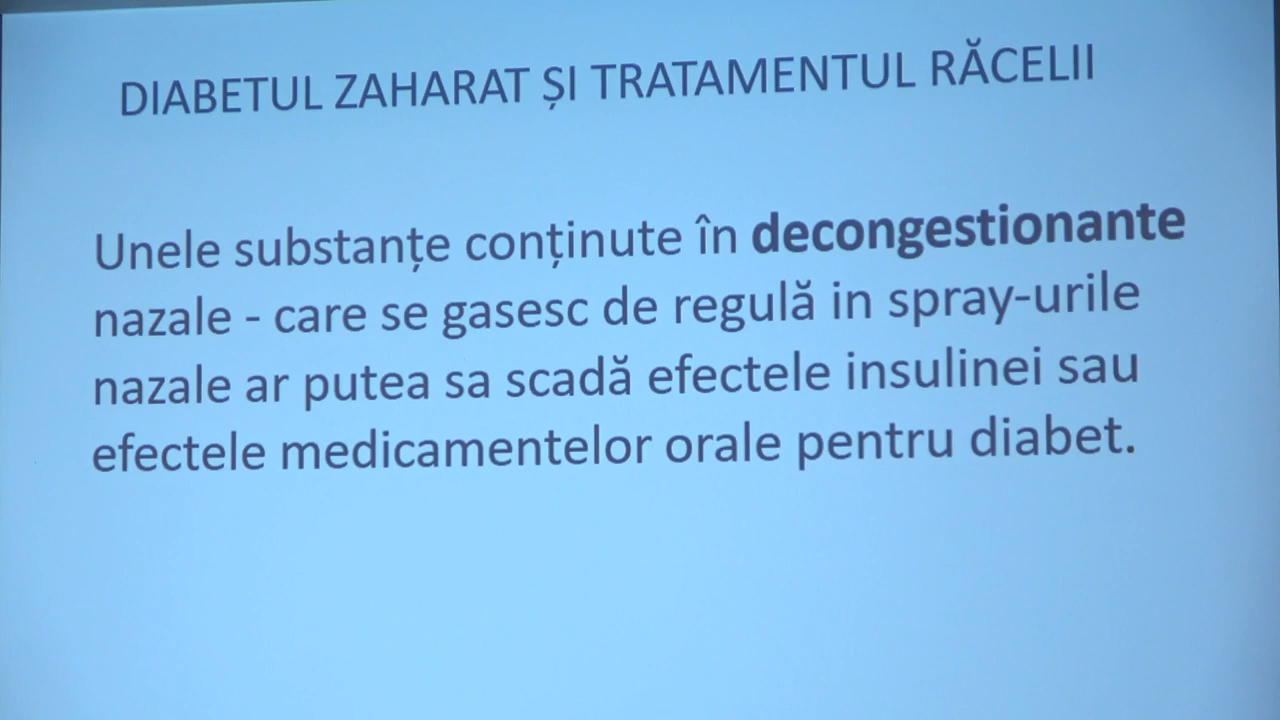 DIABETUL ZAHARAT ȘI TRATAMENTUL RĂCELII
Unele substanțe conținute în decongestionante
nazale - care se gasesc de regulă in spray-urile
nazale ar putea sa scadă efectele insulinei sau
efectele medicamentelor orale pentru diabet.